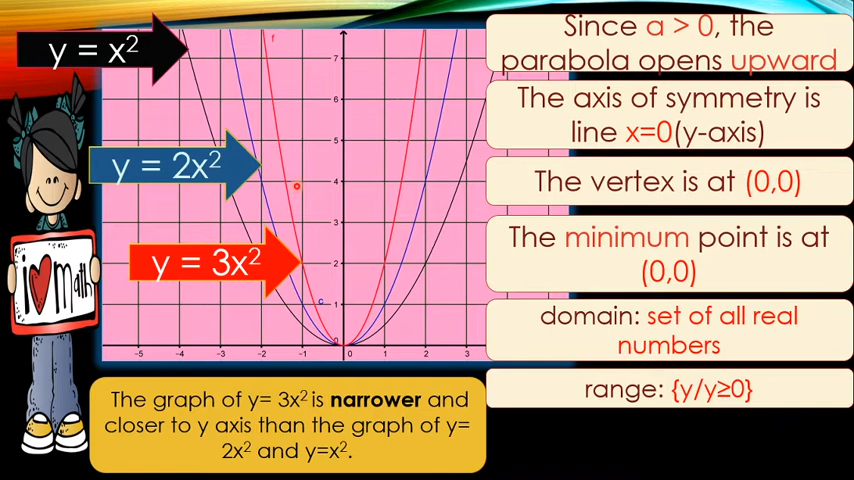 y = x²
y = 2x²
y = 3x²
f
c
7
6
5
4
3
2
1
0
−5
−4
−3
−2
−1
0
1
2
3
i
math
The graph of y= 3x² is narrower and
closer to y axis than the graph of y=
2x² and y=x².
Since a > 0, the
parabola opens upward
The axis of symmetry is
line x=0(y-axis)
The vertex is at (0,0)
The minimum point is at
(0,0)
domain: set of all real
numbers
range: {y/y≥0}